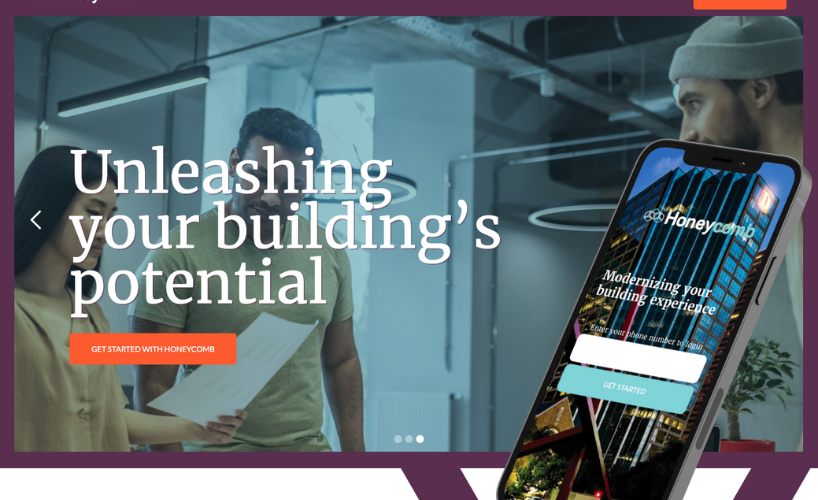 Unleashing
your building's
potential
GET STARTED WITH HONEYCOMB
Honeycomb
Modernizing your
building experience
Enter your phone number to login
GET STARTED